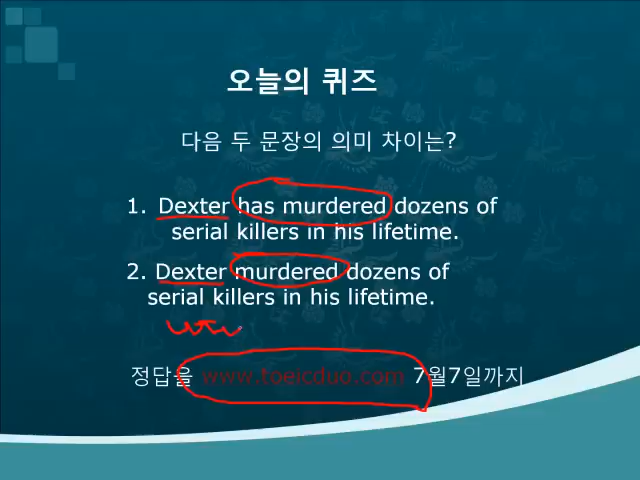 오늘의 퀴즈
다음 두 문장의 의미 차이는?
1. Dexter has murdered dozens of
serial killers in his lifetime.
2. Dexter murdered dozens of
serial killers in his lifetime.
정답을 www.toeicduo.com 7월7일까지